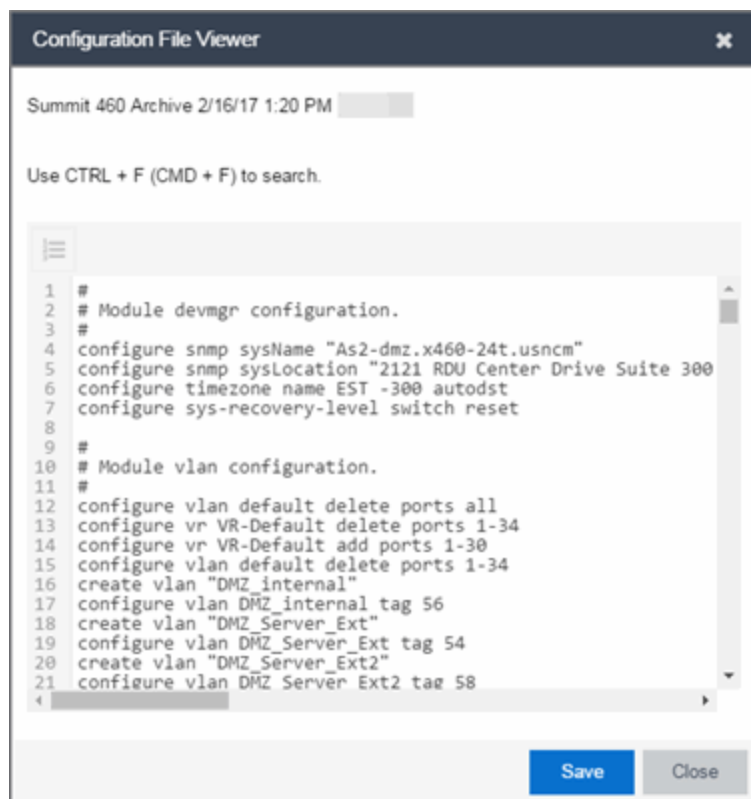 Configuration File Viewer
Summit 460 Archive 2/16/17 1:20 PM
Use CTRL + F (CMD + F) to search.
1 #
2 # Module devmgr configuration.
3 #
4 configure snmp sysName "As2-dmz.x460-24t.usncm"
5 configure snmp sysLocation "2121 RDU Center Drive Suite 300
6 configure timezone name EST -300 autodst
7 configure sys-recovery-level switch reset
8
9 #
10 # Module vlan configuration.
11 #
12 configure vlan default delete ports all
13 configure vr VR-Default delete ports 1-34
14 configure vr VR-Default add ports 1-30
15 configure vlan default delete ports 1-34
16 create vlan "DMZ_internal"
17 configure vlan DMZ_internal tag 56
18 create vlan "DMZ_Server_Ext"
19 configure vlan DMZ_Server_Ext tag 54
20 create vlan "DMZ_Server_Ext2"
21 configure vlan DMZ_Server_Ext2 tag 58
Save Close